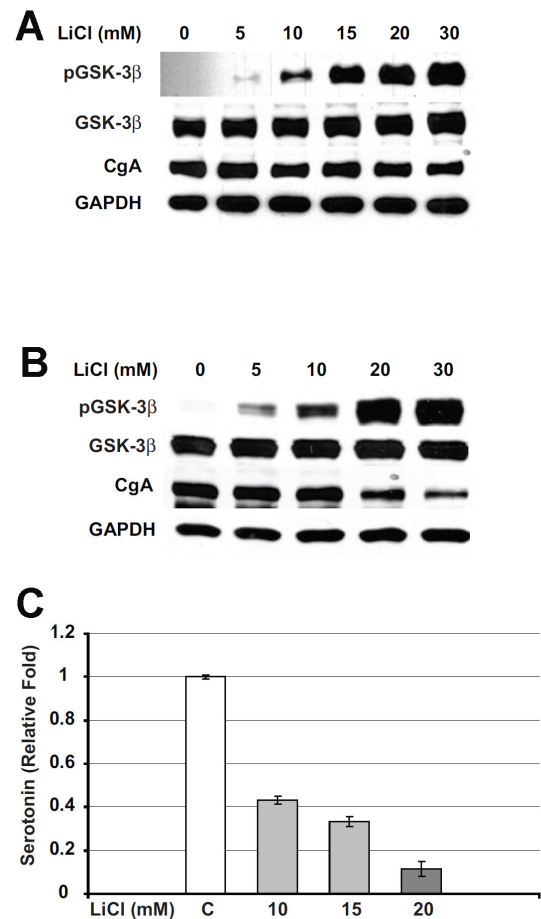 A
LiCl (mM) 0 5 10 15 20 30
pGSK-3β
GSK-3β
CgA
GAPDH
B
LiCl (mM) 0 5 10 20 30
pGSK-3β
GSK-3β
CgA
GAPDH
C
Serotonin (Relative Fold)
1.2
1
0.8
0.6
0.4
0.2
0
LiCl (mM) C 10 15 20